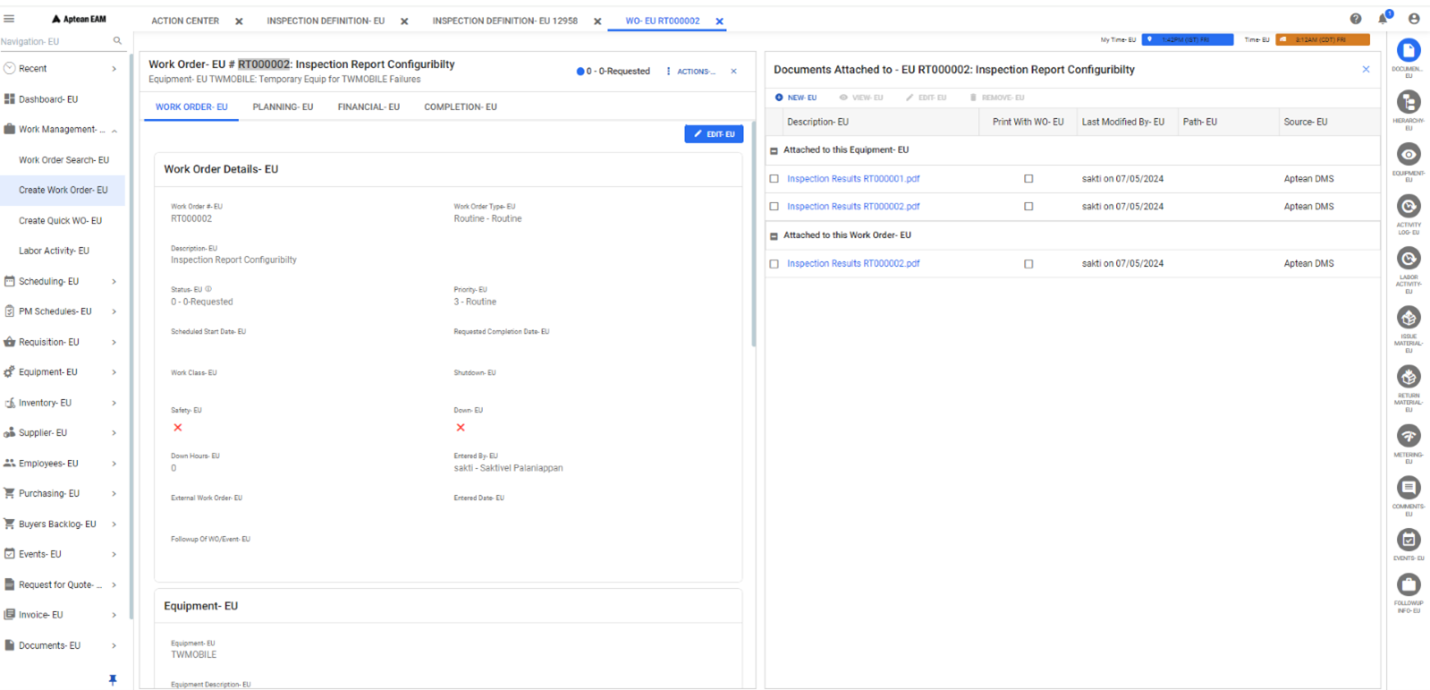 Aptean EAM
ACTION CENTER
INSPECTION DEFINITION- EU
INSPECTION DEFINITION- EU 12958
WO- EU RT000002
1
Navigation- EU
My Time- EU
1:42PM (IST) FRI
Time- EU
3:12AM (CDT) FRI
Recent
Dashboard- EU
Work Management- ...
Work Order Search- EU
Create Work Order- EU
Create Quick WO- EU
Labor Activity- EU
Scheduling- EU
PM Schedules- EU
Requisition- EU
Equipment- EU
Inventory- EU
Supplier- EU
Employees- EU
Purchasing- EU
Buyers Backlog- EU
Events- EU
Request for Quote- ...
Invoice- EU
Documents- EU
Work Order- EU # RT000002: Inspection Report Configuribilty
Equipment- EU TWMOBILE: Temporary Equip for TWMOBILE Failures
0 - 0-Requested
ACTIONS-...
WORK ORDER- EU
PLANNING- EU
FINANCIAL- EU
COMPLETION- EU
EDIT- EU
Work Order Details- EU
Work Order #- EU
RT000002
Work Order Type- EU
Routine - Routine
Description- EU
Inspection Report Configuribilty
Status- EU
0 - 0-Requested
Priority- EU
3 - Routine
Scheduled Start Date- EU
Requested Completion Date- EU
Work Class- EU
Shutdown- EU
Safety- EU
Down- EU
Down Hours- EU
0
Entered By- EU
sakti - Saktivel Palaniappan
External Work Order- EU
Entered Date- EU
Followup Of WO/Event- EU
Equipment- EU
Equipment- EU
TWMOBILE
Equipment Description- EU
Documents Attached to - EU RT000002: Inspection Report Configuribilty
NEW- EU
VIEW- EU
EDIT- EU
REMOVE- EU
Description- EU
Print With WO- EU
Last Modified By- EU
Path- EU
Source- EU
Attached to this Equipment- EU
Inspection Results RT000001.pdf
sakti on 07/05/2024
Aptean DMS
Inspection Results RT000002.pdf
sakti on 07/05/2024
Aptean DMS
Attached to this Work Order- EU
Inspection Results RT000002.pdf
sakti on 07/05/2024
Aptean DMS
DOCUMEN...
EU
HIERARCHY-
EU
EQUIPMENT-
EU
ACTIVITY
LOG- EU
LABOR
ACTIVITY-
EU
ISSUE
MATERIAL-
EU
RETURN
MATERIAL-
EU
METERING-
EU
COMMENTS-
EU
EVENTS- EU
FOLLOWUP
INFO- EU